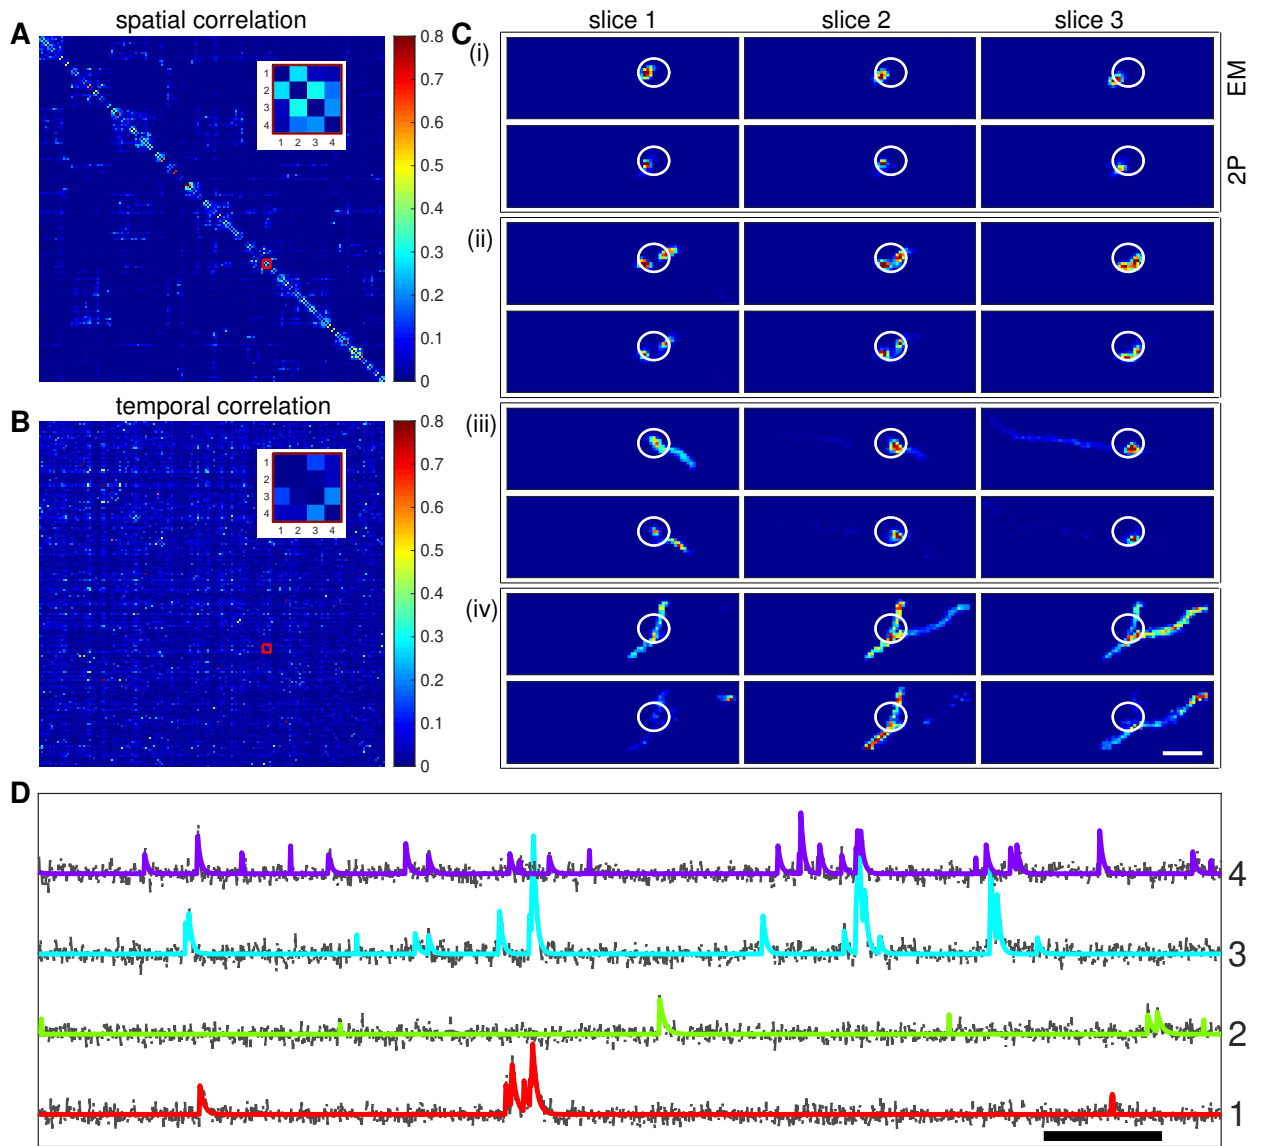 spatial correlation
A
0.8
0.7
0.6
0.5
0.4
0.3
0.2
0.1
0
1
2
3
4
1 2 3 4
temporal correlation
B
0.8
0.7
0.6
0.5
0.4
0.3
0.2
0.1
0
1
2
3
4
1 2 3 4
C
slice 1 slice 2 slice 3
(i)
EM
2P
(ii)
(iii)
(iv)
D
4
3
2
1